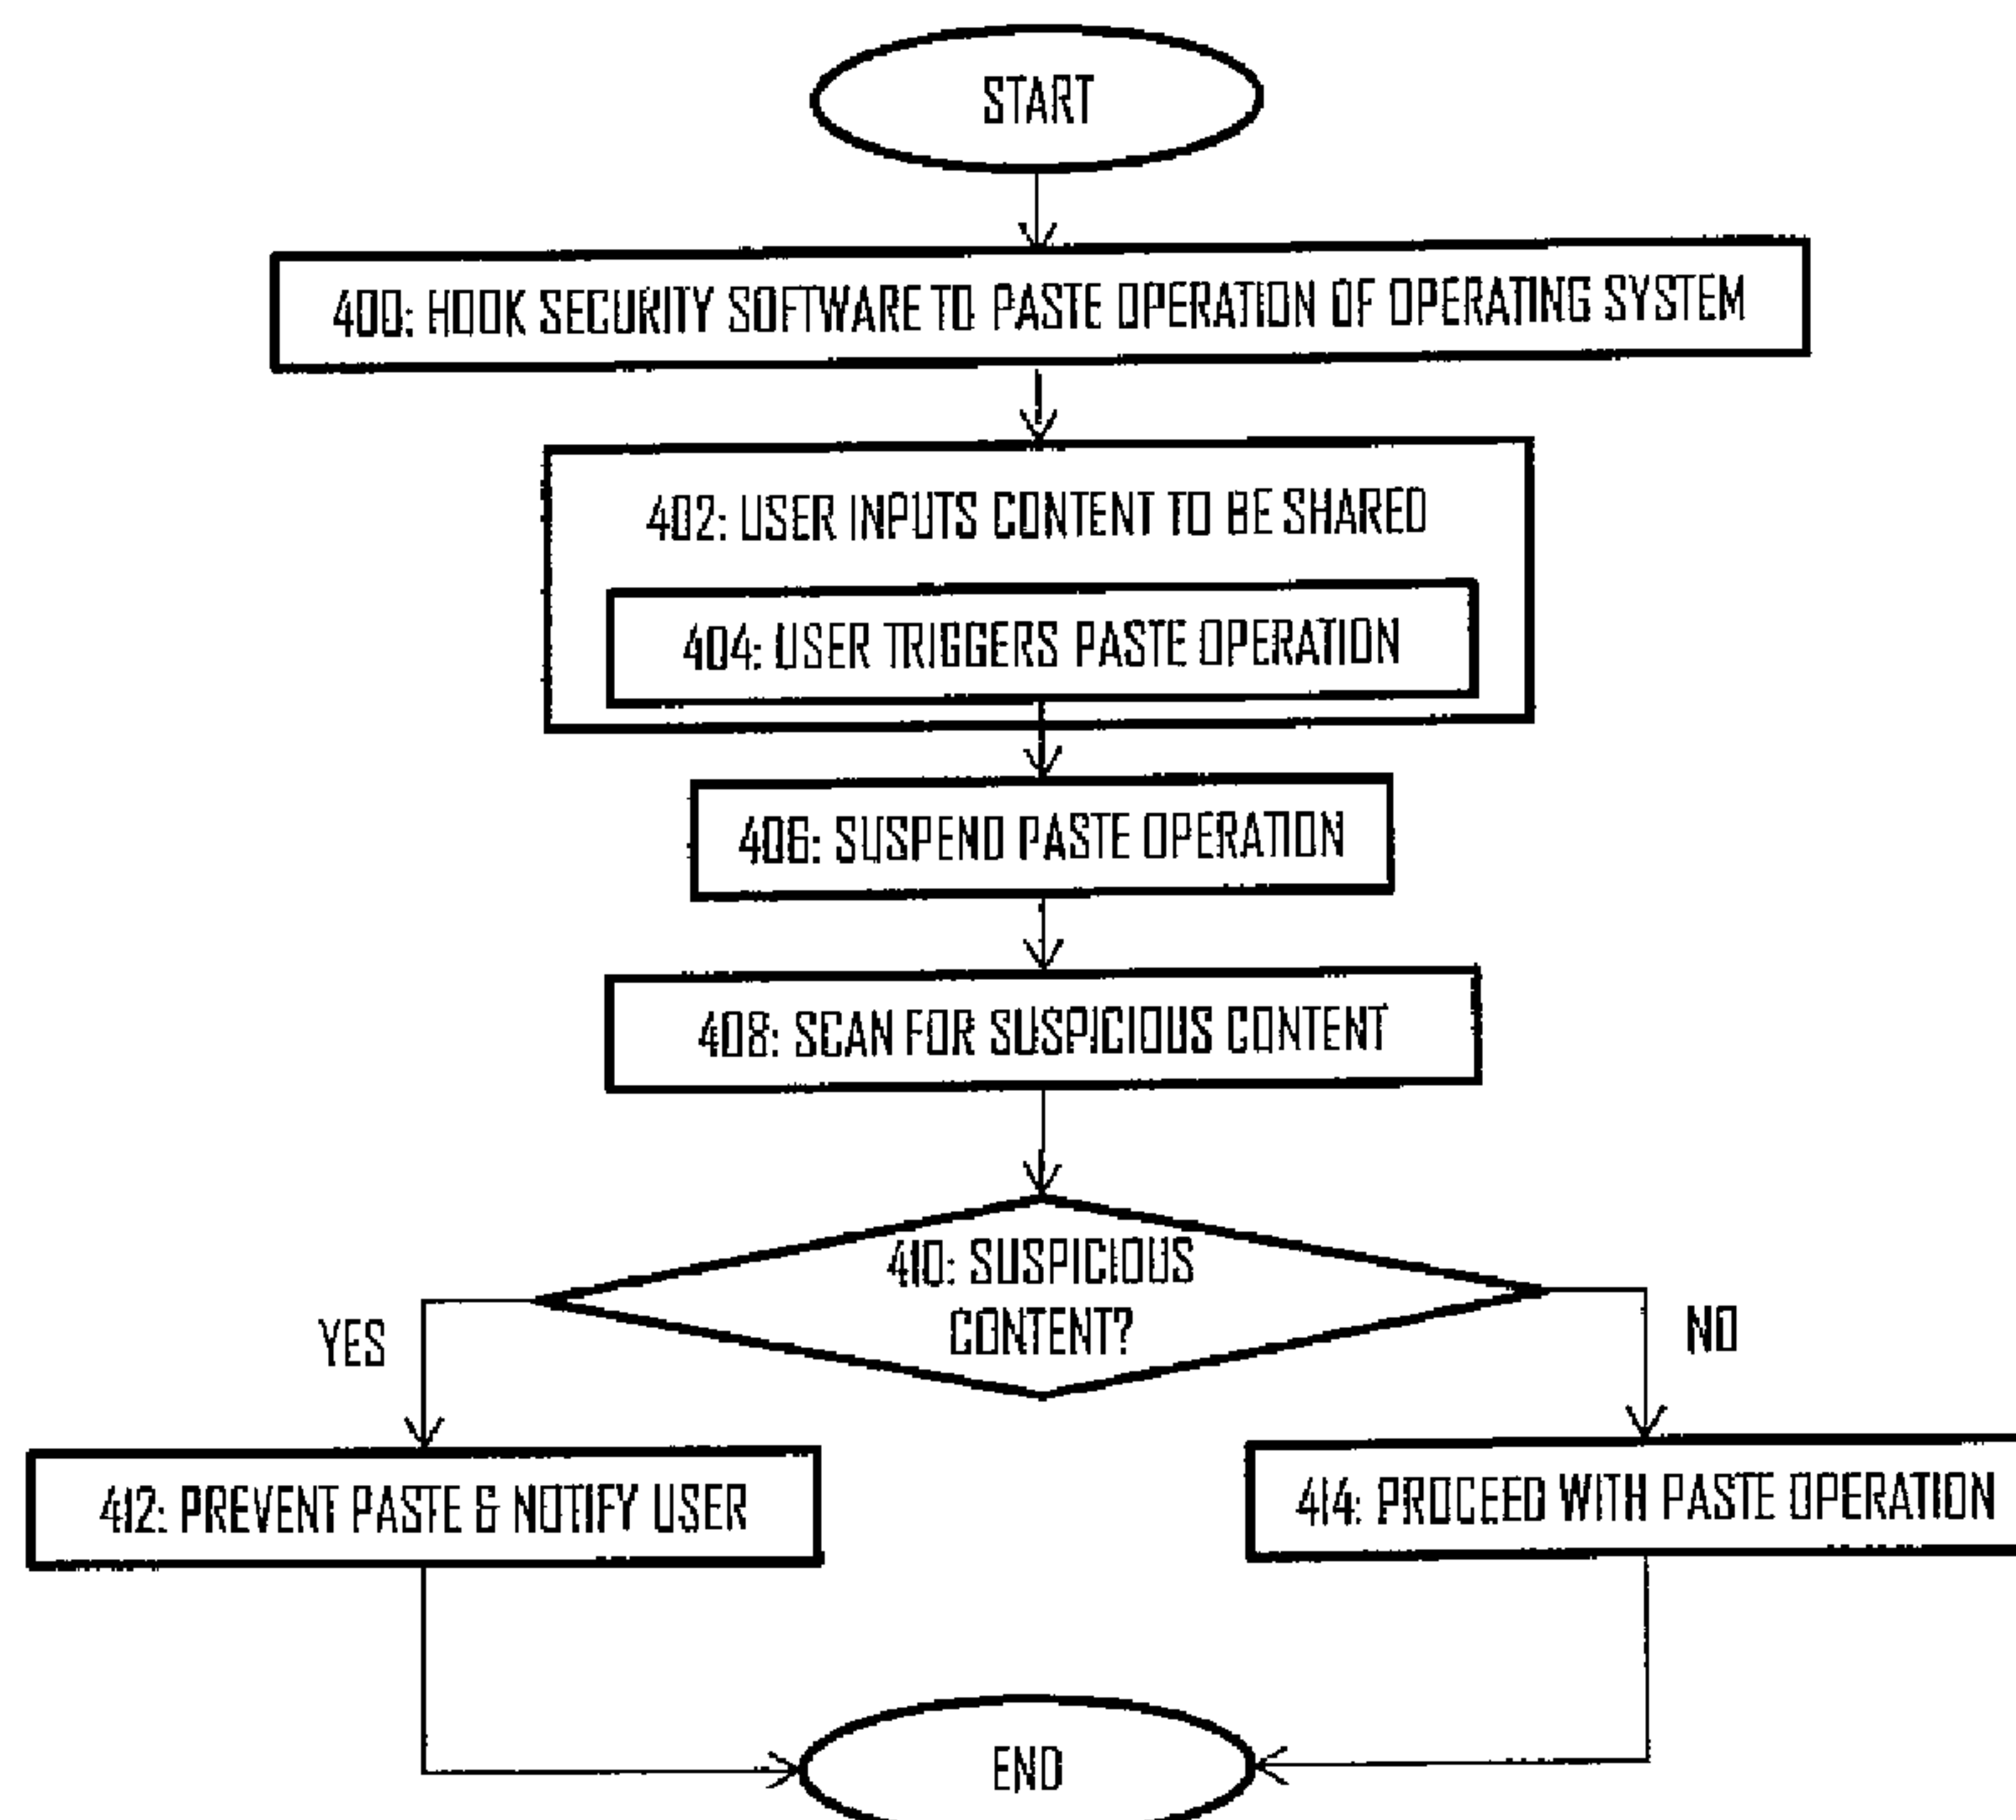 START
400: HOOK SECURITY SOFTWARE TO PASTE OPERATION OF OPERATING SYSTEM
402: USER INPUTS CONTENT TO BE SHARED
404: USER TRIGGERS PASTE OPERATION
406: SUSPEND PASTE OPERATION
408: SCAN FOR SUSPICIOUS CONTENT
410: SUSPICIOUS
CONTENT?
YES
NO
412: PREVENT PASTE & NOTIFY USER
414: PROCEED WITH PASTE OPERATION
END